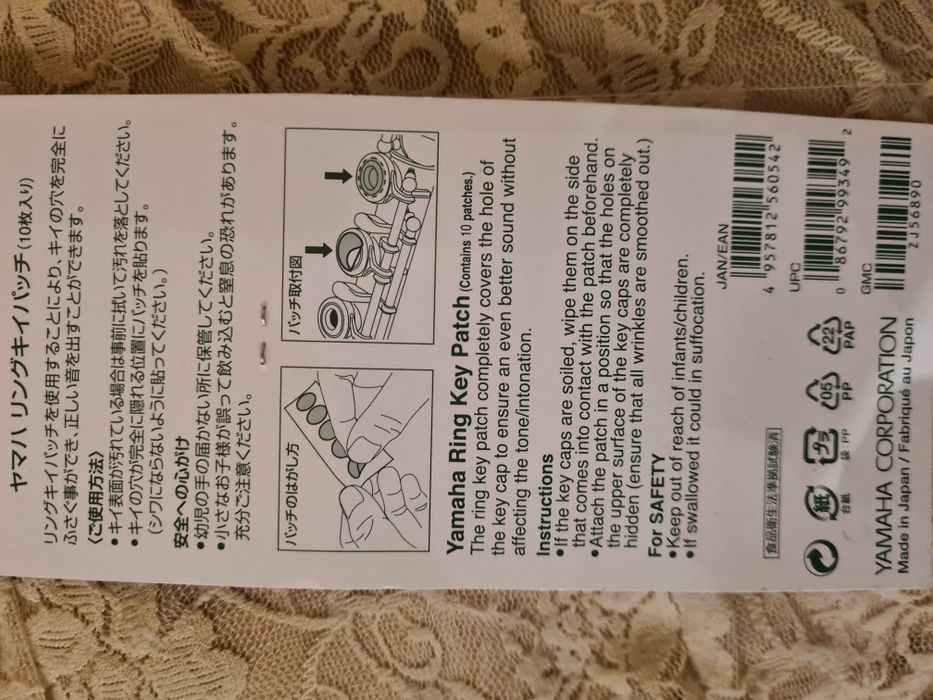 ヤマハ リングキイパッチ (10枚入り)
リングキイパッチを使用することにより、キイの穴を完全に
ふさぐ事ができ、正しい音を出すことができます。
〈ご使用方法〉
•キイ表面が汚れている場合は事前に拭いて汚れを落としてください。
•キイの穴が完全に隠れる位置にパッチを貼ります。
(シワにならないように貼ってください。)
安全への心がけ
•幼児の手の届かない所に保管してください。
•小さなお子様が誤って飲み込むと窒息の恐れがあります。
充分ご注意ください。
パッチのはがし方
パッチ取付図
Yamaha Ring Key Patch (Contains 10 patches.)
The ring key patch completely covers the hole of
the key cap to ensure an even better sound without
affecting the tone/intonation.
Instructions
•If the key caps are soiled, wipe them on the side
that comes into contact with the patch beforehand.
•Attach the patch in a position so that the holes on
the upper surface of the key caps are completely
hidden (ensure that all wrinkles are smoothed out.)
For SAFETY
•Keep out of reach of infants/children.
•If swallowed it could in suffocation.
食品衛生法準拠試験済
JAN/EAN
4 957812 560542
UPC
0 86792 99349 2
GMC
2J56890
紙
台紙
プラ
袋:PP
05
PP
22
PAP
YAMAHA CORPORATION
Made in Japan / Fabriqué au Japon